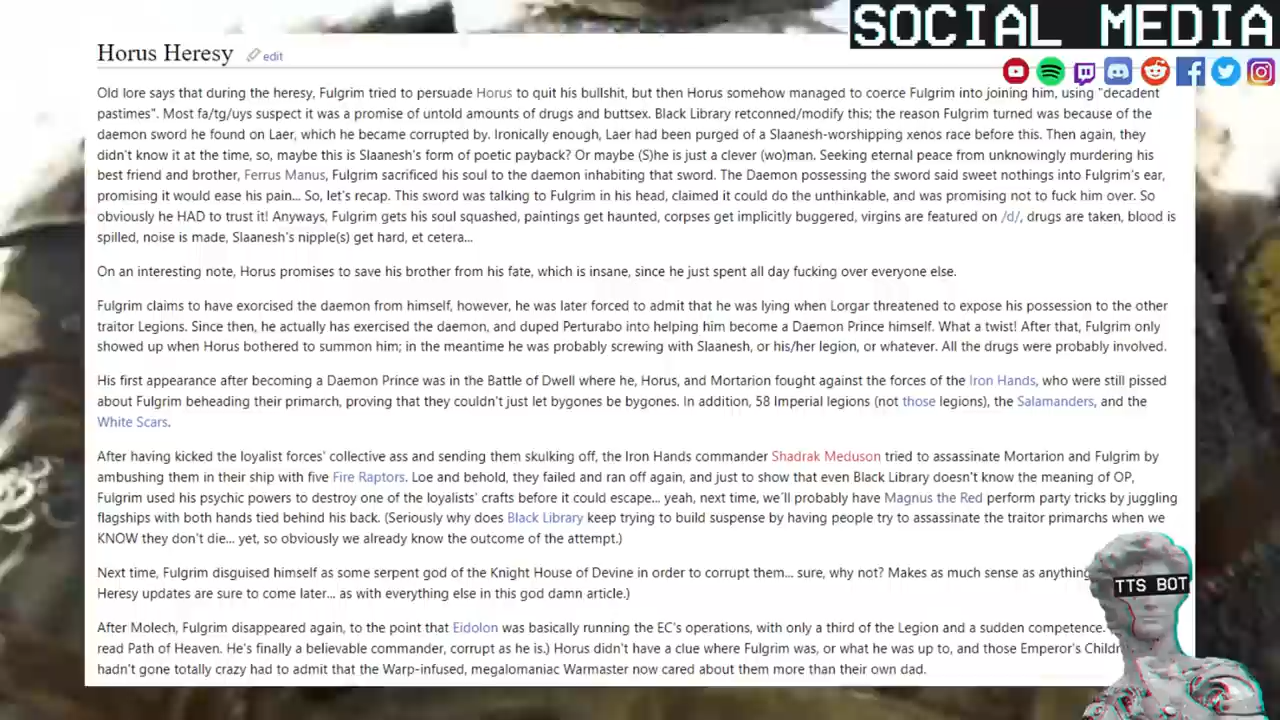 SOCIAL MEDIA
Horus Heresy edit
Old lore says that during the heresy, Fulgrim tried to persuade Horus to quit his bullshit, but then Horus somehow managed to coerce Fulgrim into joining him, using "decadent
pastimes". Most fa/tg/uys suspect it was a promise of untold amounts of drugs and buttsex. Black Library retconned/modify this; the reason Fulgrim turned was because of the
daemon sword he found on Laer, which he became corrupted by. Ironically enough, Laer had been purged of a Slaanesh-worshipping xenos race before this. Then again, they
didn't know it at the time, so, maybe this is Slaanesh's form of poetic payback? Or maybe (S)he is just a clever (wo)man. Seeking eternal peace from unknowingly murdering his
best friend and brother, Ferrus Manus, Fulgrim sacrificed his soul to the daemon inhabiting that sword. The Daemon possessing the sword said sweet nothings into Fulgrim's ear,
promising it would ease his pain... So, let's recap. This sword was talking to Fulgrim in his head, claimed it could do the unthinkable, and was promising not to fuck him over. So
obviously he HAD to trust it! Anyways, Fulgrim gets his soul squashed, paintings get haunted, corpses get implicitly buggered, virgins are featured on /d/, drugs are taken, blood is
spilled, noise is made, Slaanesh's nipple(s) get hard, et cetera...
On an interesting note, Horus promises to save his brother from his fate, which is insane, since he just spent all day fucking over everyone else.
Fulgrim claims to have exorcised the daemon from himself, however, he was later forced to admit that he was lying when Lorgar threatened to expose his possession to the other
traitor Legions. Since then, he actually has exercised the daemon, and duped Perturabo into helping him become a Daemon Prince himself. What a twist! After that, Fulgrim only
showed up when Horus bothered to summon him; in the meantime he was probably screwing with Slaanesh, or his/her legion, or whatever. All the drugs were probably involved.
His first appearance after becoming a Daemon Prince was in the Battle of Dwell where he, Horus, and Mortarion fought against the forces of the Iron Hands, who were still pissed
about Fulgrim beheading their primarch, proving that they couldn't just let bygones be bygones. In addition, 58 Imperial legions (not those legions), the Salamanders, and the
White Scars.
After having kicked the loyalist forces' collective ass and sending them skulking off, the Iron Hands commander Shadrak Meduson tried to assassinate Mortarion and Fulgrim by
ambushing them in their ship with five Fire Raptors. Loe and behold, they failed and ran off again, and just to show that even Black Library doesn't know the meaning of OP,
Fulgrim used his psychic powers to destroy one of the loyalists' crafts before it could escape... yeah, next time, we'll probably have Magnus the Red perform party tricks by juggling
flagships with both hands tied behind his back. (Seriously why does Black Library keep trying to build suspense by having people try to assassinate the traitor primarchs when we
KNOW they don't die... yet, so obviously we already know the outcome of the attempt.)
Next time, Fulgrim disguised himself as some serpent god of the Knight House of Devine in order to corrupt them... sure, why not? Makes as much sense as anything
Heresy updates are sure to come later... as with everything else in this god damn article.)
After Molech, Fulgrim disappeared again, to the point that Eidolon was basically running the EC's operations, with only a third of the Legion and a sudden competence.
read Path of Heaven. He's finally a believable commander, corrupt as he is.) Horus didn't have a clue where Fulgrim was, or what he was up to, and those Emperor's
hadn't gone totally crazy had to admit that the Warp-infused, megalomaniac Warmaster now cared about them more than their own dad.
TTS BOT